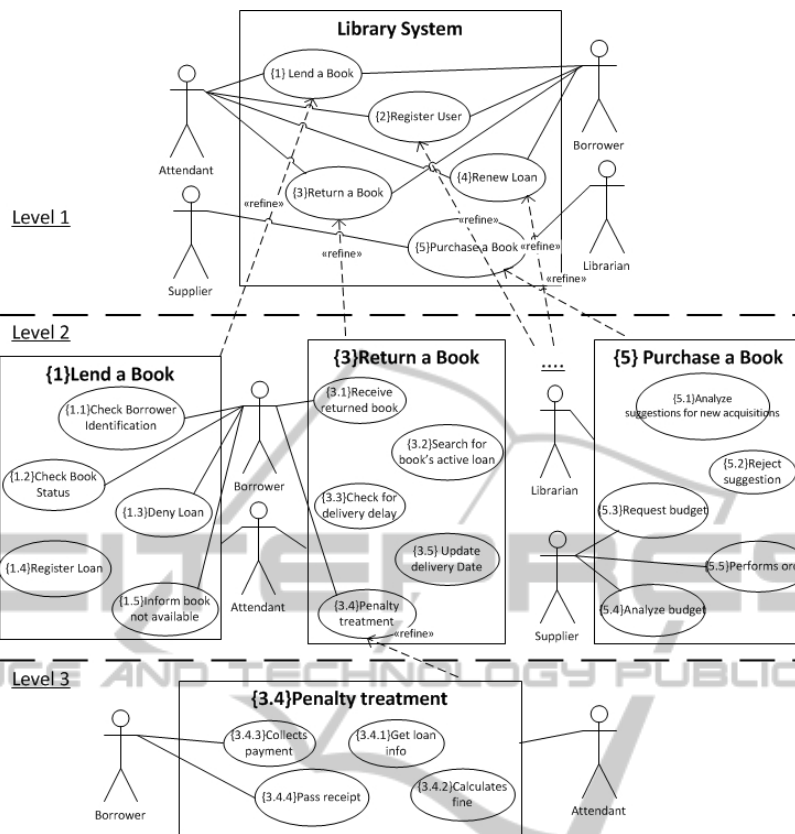 Library System
{1} Lend a Book
{2}Register User
Attendant
Borrower
{4}Renew Loan
{3}Return a Book
«refine»
Level 1
«refine»
{5}Purchase a Book
«refine»
«refine»
«refine»
Supplier
Librarian
Level 2
{1}Lend a Book
{3}Return a Book
....
{5} Purchase a Book
{1.1}Check Borrower
Identification
{3.1}Receive
returned book
{5.1}Analyze
suggestions for new acquisitions
{3.2}Search for
book's active loan
{1.2}Check Book
Status
Borrower
Librarian
{5.2}Reject
suggestion
{1.3}Deny Loan
{3.3}Check for
delivery delay
{5.3}Request budget
{1.4}Register Loan
{3.5} Update
delivery Date
{5.5}Performs ord
{1.5}Inform book
not available
Attendant
{3.4}Penalty
treatment
«refine»
Supplier
{5.4}Analyze budget
AND TECHNOLOGY PUBLIC
Level 3
{3.4}Penalty treatment
{3.4.3}Collects
payment
{3.4.1}Get loan
info
{3.4.4}Pass receipt
{3.4.2}Calculates
fine
Borrower
Attendant